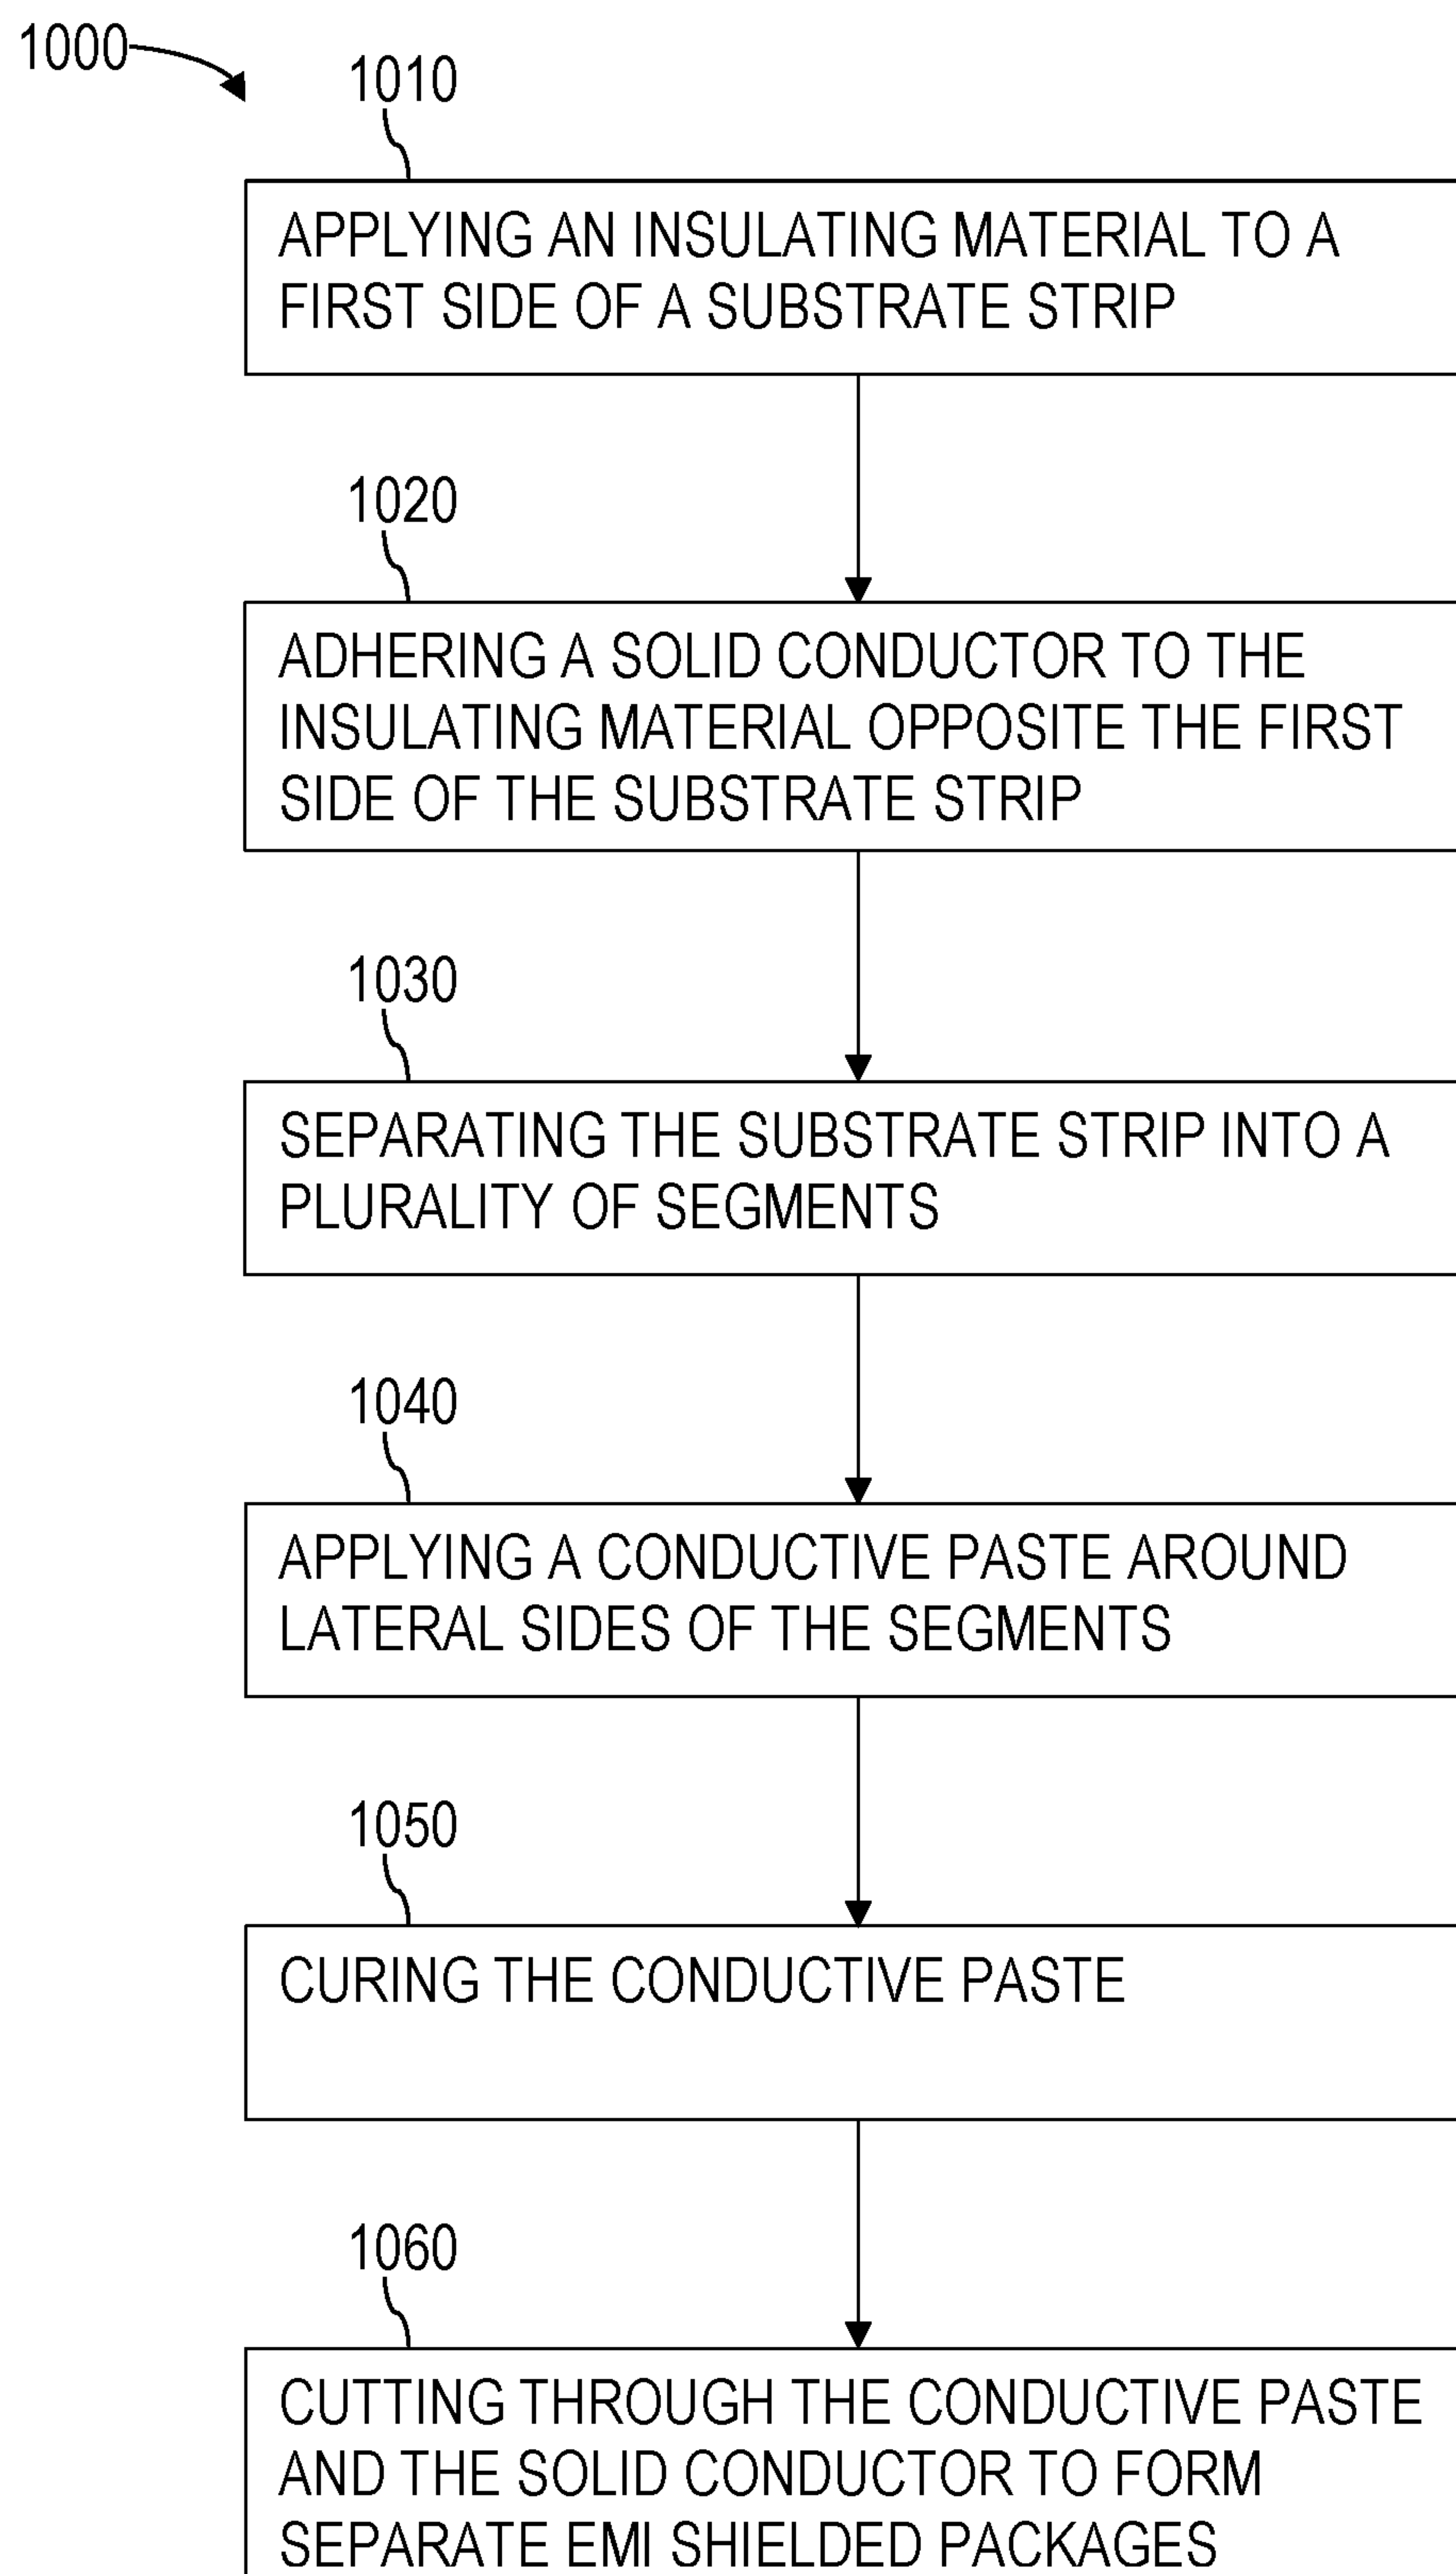 1000
1010
APPLYING AN INSULATING MATERIAL TO A
FIRST SIDE OF A SUBSTRATE STRIP
1020
ADHERING A SOLID CONDUCTOR TO THE
INSULATING MATERIAL OPPOSITE THE FIRST
SIDE OF THE SUBSTRATE STRIP
1030
SEPARATING THE SUBSTRATE STRIP INTO A
PLURALITY OF SEGMENTS
1040
APPLYING A CONDUCTIVE PASTE AROUND
LATERAL SIDES OF THE SEGMENTS
1050
CURING THE CONDUCTIVE PASTE
1060
CUTTING THROUGH THE CONDUCTIVE PASTE
AND THE SOLID CONDUCTOR TO FORM
SEPARATE EMI SHIELDED PACKAGES